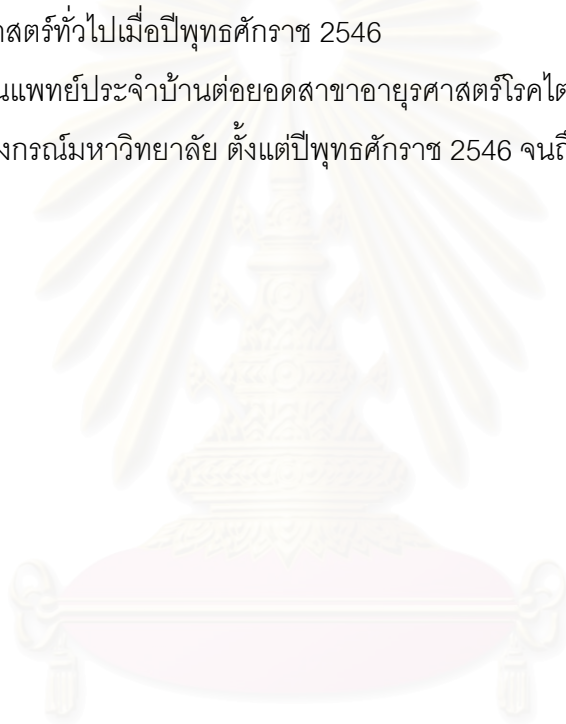 าสตร์ทั่วไปเมื่อปีพุทธศักราช 2546
นแพทย์ประจำบ้านต่อยอดสาขาอายุรศาสตร์โรคไต
งกรณ์มหาวิทยาลัย ตั้งแต่ปีพุทธศักราช 2546 จนถึ